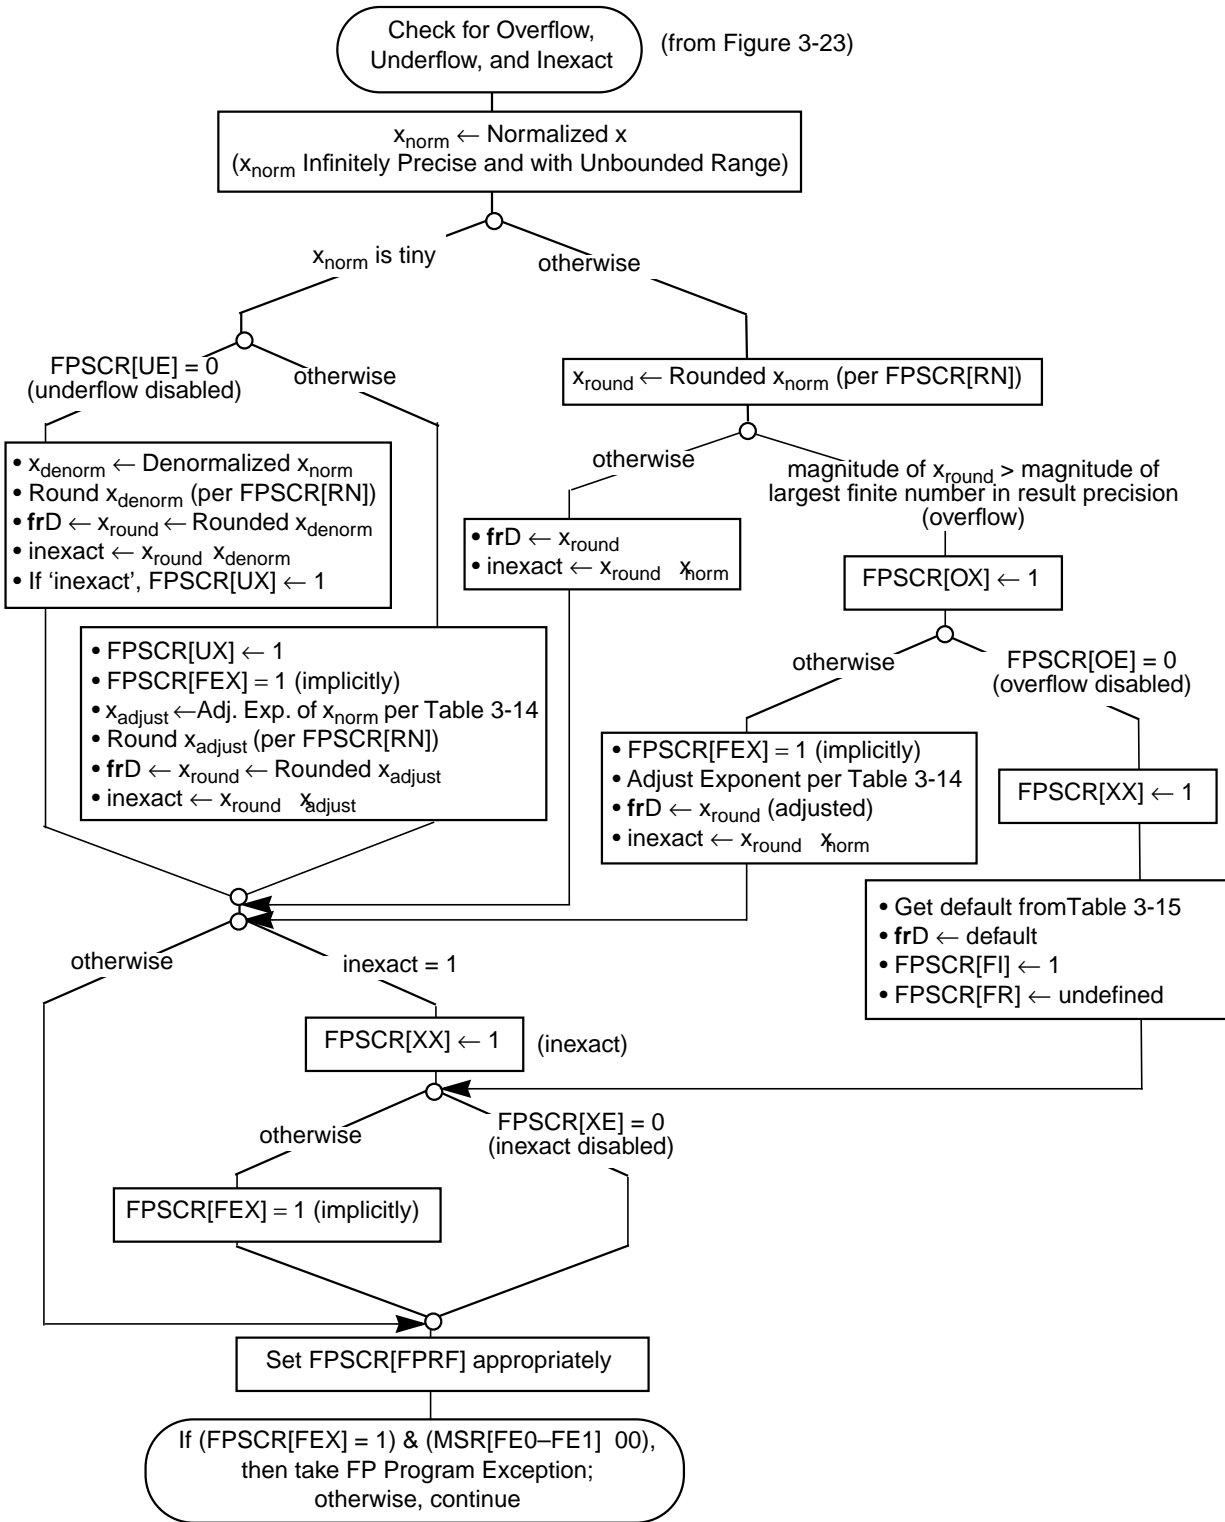 Check for Overflow,
Underflow, and Inexact
(from Figure 3-23)
xnorm ← Normalized x
(xnorm Infinitely Precise and with Unbounded Range)
xnorm is tiny
otherwise
FPSCR[UE] = 0
(underflow disabled)
otherwise
xround ← Rounded xnorm (per FPSCR[RN])
• xdenorm ← Denormalized xnorm
• Round xdenorm (per FPSCR[RN])
• frD ← xround ← Rounded xdenorm
• inexact ← xround xdenorm
• If ‘inexact’, FPSCR[UX] ← 1
otherwise
magnitude of xround > magnitude of
largest finite number in result precision
(overflow)
• frD ← xround
• inexact ← xround xnorm
FPSCR[OX] ← 1
• FPSCR[UX] ← 1
• FPSCR[FEX] = 1 (implicitly)
• xadjust ←Adj. Exp. of xnorm per Table 3-14
• Round xadjust (per FPSCR[RN])
• frD ← xround ← Rounded xadjust
• inexact ← xround xadjust
otherwise
FPSCR[OE] = 0
(overflow disabled)
• FPSCR[FEX] = 1 (implicitly)
• Adjust Exponent per Table 3-14
• frD ← xround (adjusted)
• inexact ← xround xnorm
FPSCR[XX] ← 1
• Get default fromTable 3-15
• frD ← default
• FPSCR[FI] ← 1
• FPSCR[FR] ← undefined
otherwise
inexact = 1
FPSCR[XX] ← 1
(inexact)
otherwise
FPSCR[XE] = 0
(inexact disabled)
FPSCR[FEX] = 1 (implicitly)
Set FPSCR[FPRF] appropriately
If (FPSCR[FEX] = 1) & (MSR[FE0–FE1] 00),
then take FP Program Exception;
otherwise, continue